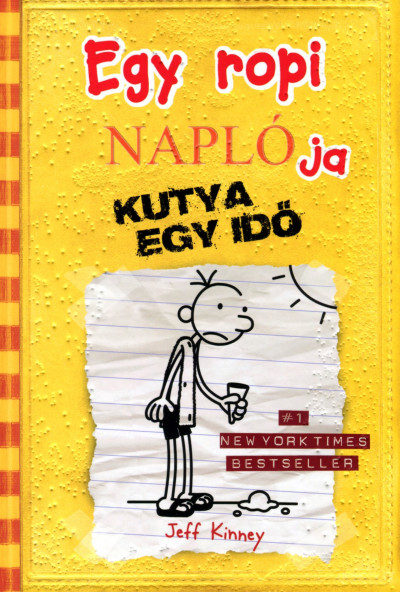 Egy ropi
NAPLÓja
KUTYA
EGY IDŐ
#1
NEW YORK TIMES
BESTSELLER
Jeff Kinney